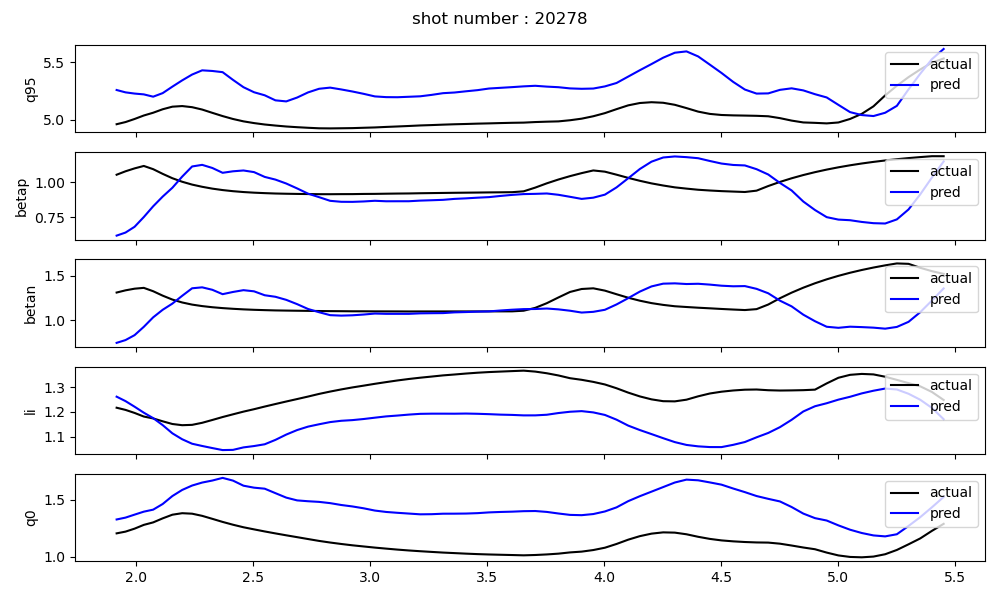 shot number : 20278
q95
5.5
5.0
actual
pred
betap
1.00
0.75
actual
pred
betan
1.5
1.0
actual
pred
li
1.3
1.2
1.1
actual
pred
q0
1.5
1.0
actual
pred
2.0 2.5 3.0 3.5 4.0 4.5 5.0 5.5